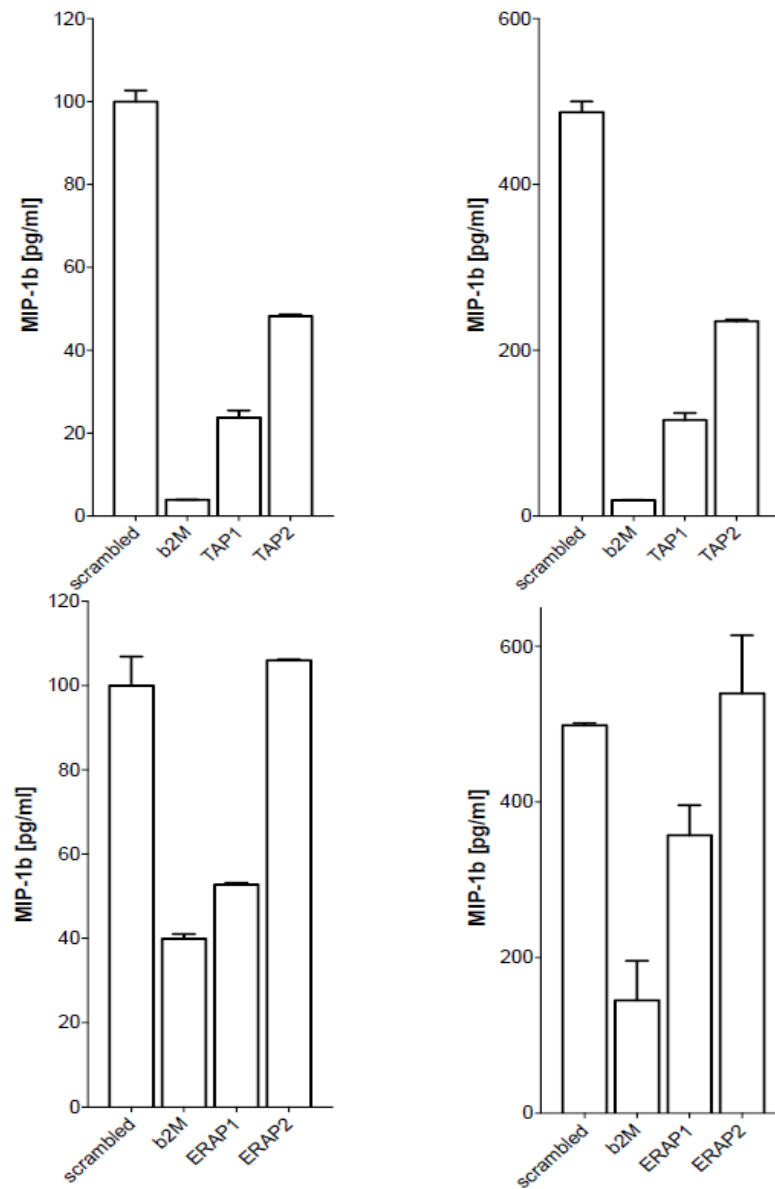 120
100
80
60
40
20
0
MIP-1b [pg/ml]
scrambled
b2M
TAP1
TAP2
600
400
200
0
MIP-1b [pg/ml]
scrambled
b2M
TAP1
TAP2
120
100
80
60
40
20
0
MIP-1b [pg/ml]
scrambled
b2M
ERAP1
ERAP2
600
400
200
0
MIP-1b [pg/ml]
scrambled
b2M
ERAP1
ERAP2